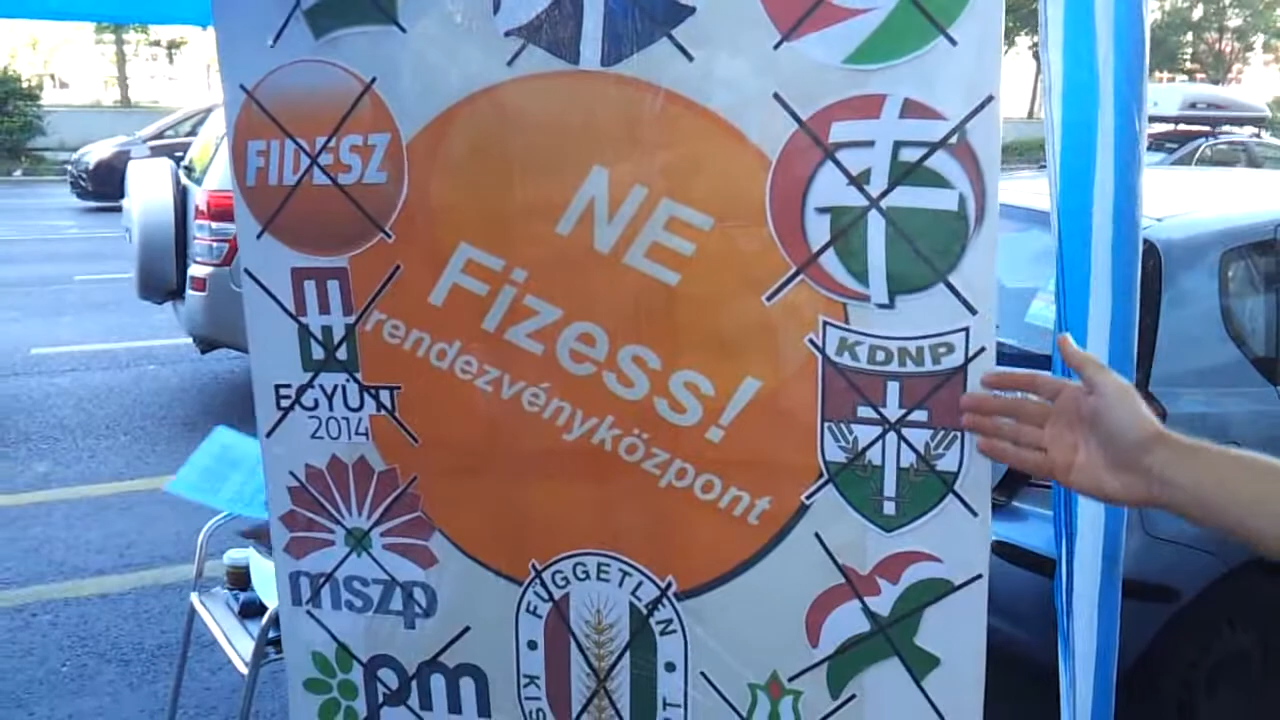 FIDESZ
NE
Fizess!
rendezvényközpont
KDNP
EGYÜTT
2014
mszp
FÜGGETLEN
pm